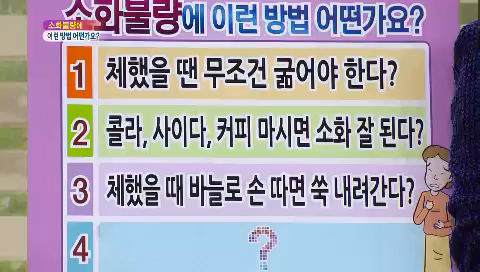 소화불량에 이런 방법 어떤가요?
소화불량에
이런 방법 어떤가요?
1 체했을 땐 무조건 굶어야 한다?
2 콜라, 사이다, 커피 마시면 소화 잘 된다?
3 체했을 때 바늘로 손 따면 쑥 내려간다?
4 ?